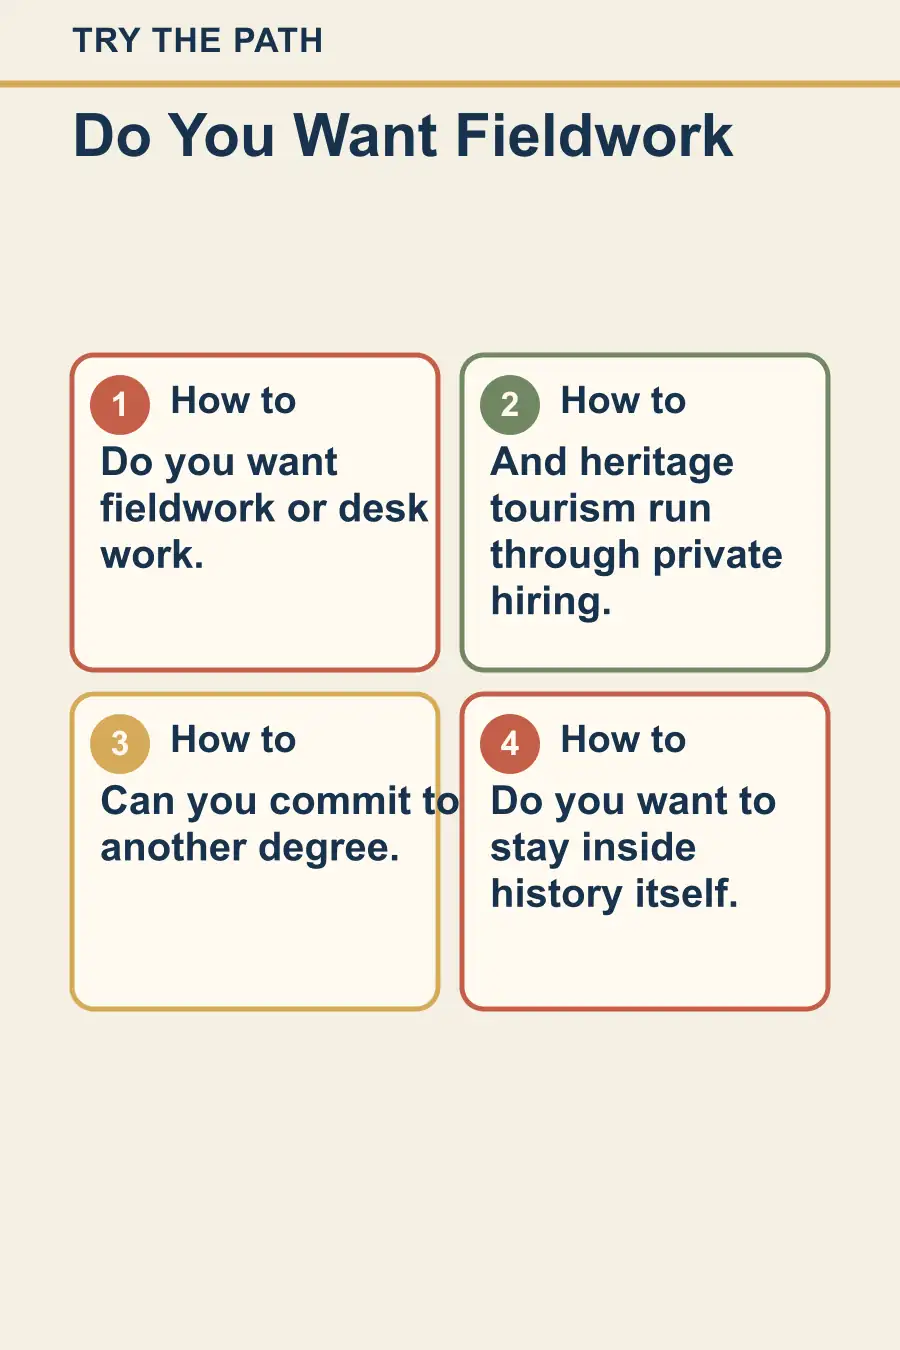 TRY THE PATH
Do You Want Fieldwork
1 How to
Do you want
fieldwork or desk
work.
2 How to
And heritage
tourism run
through private
hiring.
3 How to
Can you commit to
another degree.
4 How to
Do you want to
stay inside
history itself.